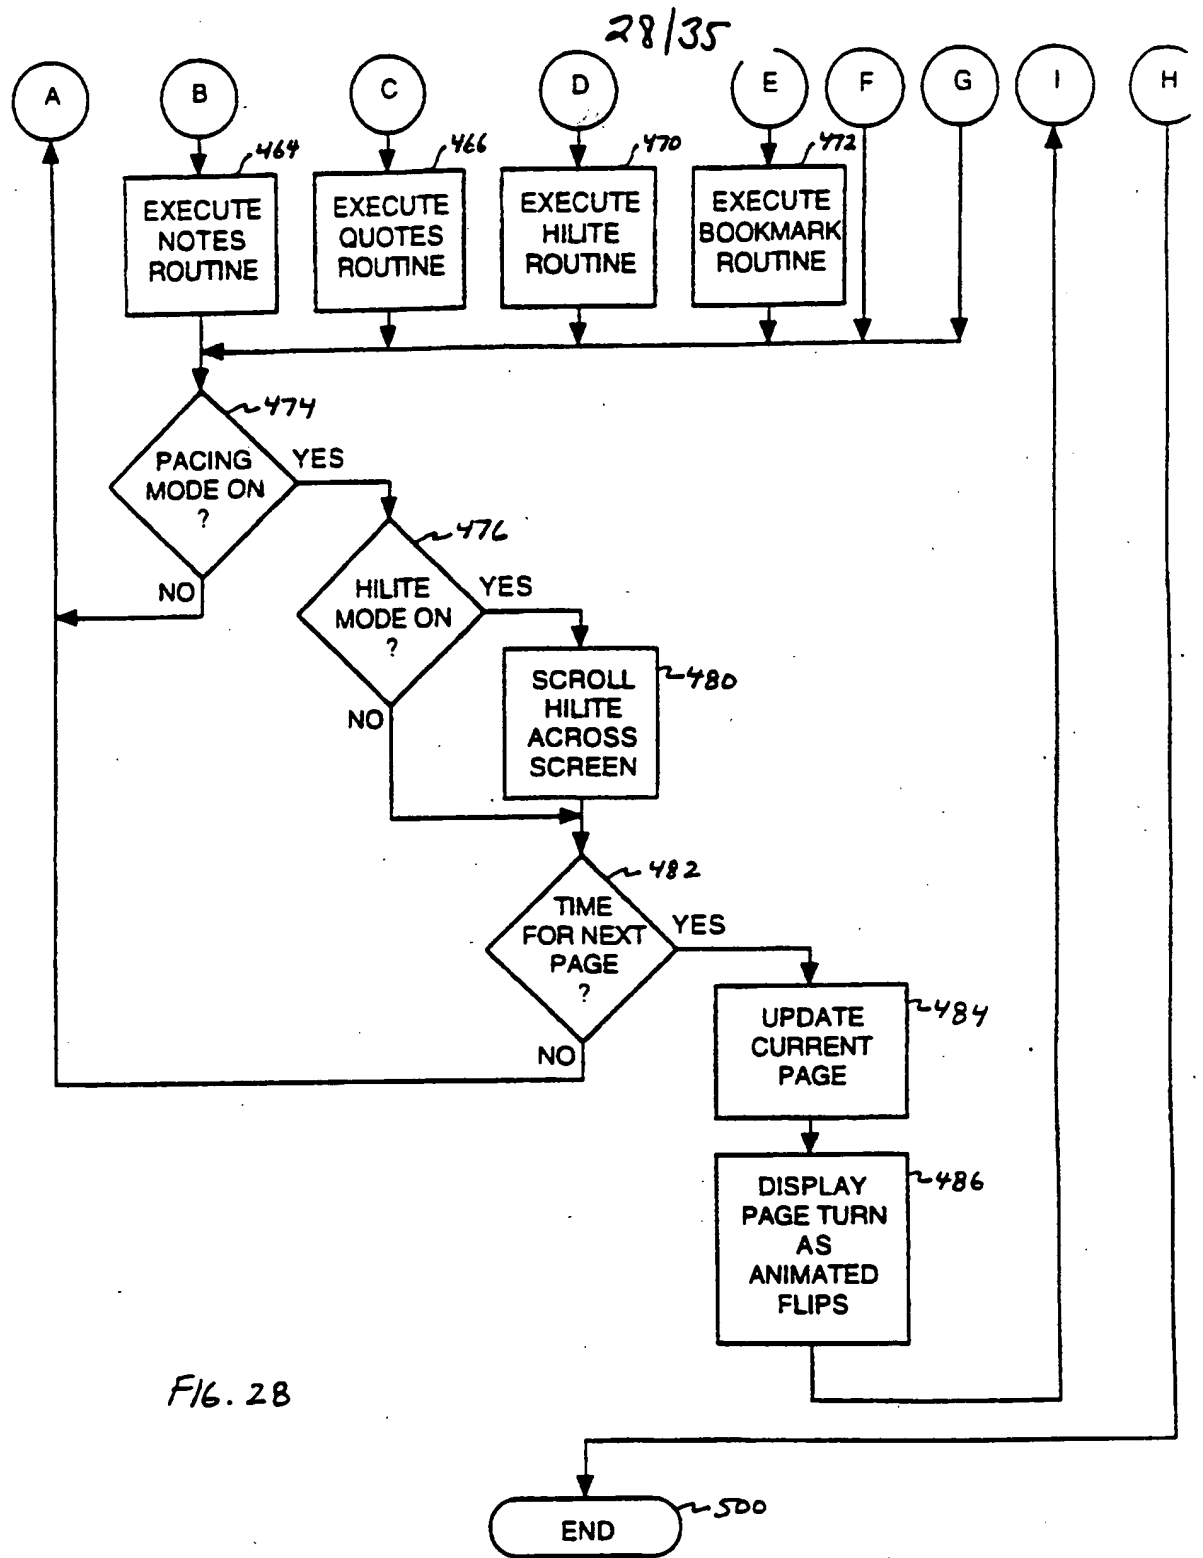 28/35
A
B
C
D
E
F
G
I
H
464
466
470
472
EXECUTE
NOTES
ROUTINE
EXECUTE
QUOTES
ROUTINE
EXECUTE
HILITE
ROUTINE
EXECUTE
BOOKMARK
ROUTINE
474
PACING
MODE ON
?
YES
NO
476
HILITE
MODE ON
?
YES
NO
480
SCROLL
HILITE
ACROSS
SCREEN
482
TIME
FOR NEXT
PAGE
?
YES
NO
484
UPDATE
CURRENT
PAGE
486
DISPLAY
PAGE TURN
AS
ANIMATED
FLIPS
FIG. 28
500
END